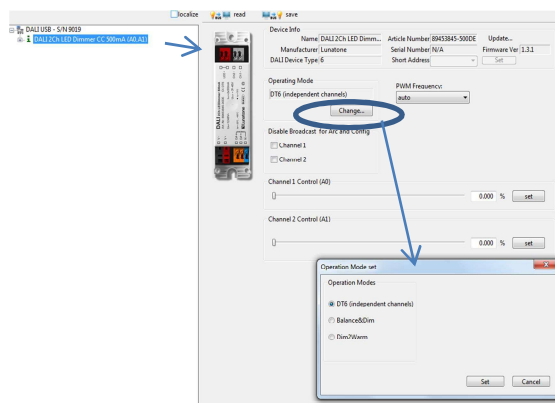 localize
read
save
DALI USB - S/N 9019
DALI 2Ch LED Dimmer CC 500mA (A0,A1)
Device Info
Name DALI 2Ch LED Dimm... Article Number 89453845-500DE Update...
Manufacturer Lunatone Serial Number N/A Firmware Ver 1.3.1
DALI Device Type 6 Short Address Set
Operating Mode
DT6 (independent channels)
Change...
PWM Frequency:
auto
Disable Broadcast for Arc and Config
Channel 1
Channel 2
Channel 1 Control (A0)
0.000 % set
Channel 2 Control (A1)
0.000 % set
Operation Mode set
Operation Modes
DT6 (independent channels)
Balance&Dim
Dim2Warm
Set Cancel
DALI
Lunatone